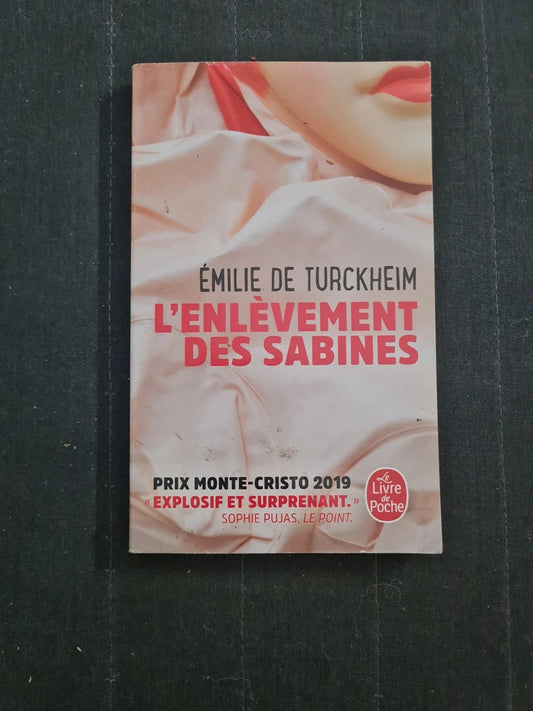 ÉMILIE DE TURCKHEIM
L'ENLÈVEMENT
DES SABINES
PRIX MONTE-CRISTO 2019
« EXPLOSIF ET SURPRENANT. »
SOPHIE PUJAS, LE POINT.
Le
Livre
de
Poche